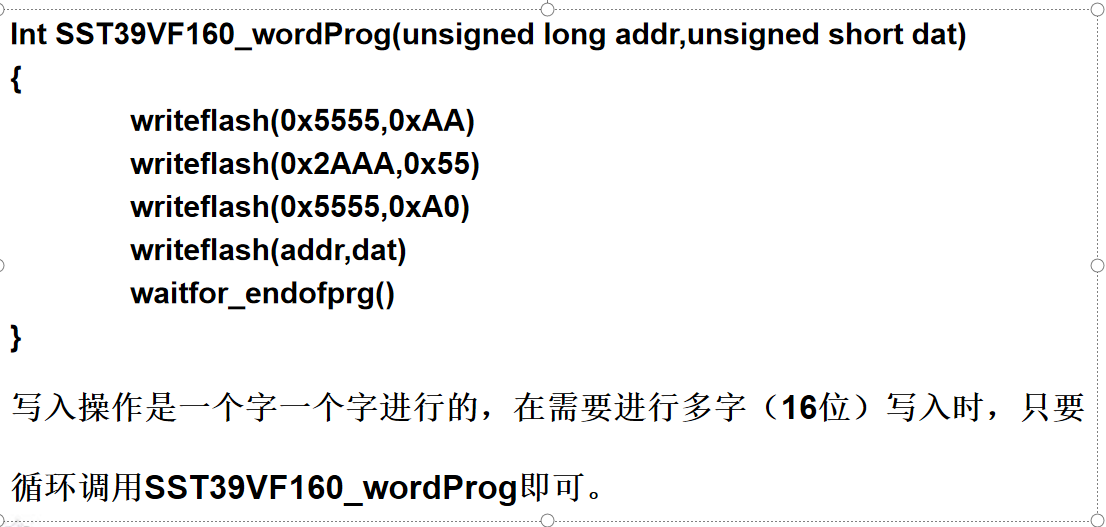 Int SST39VF160_wordProg(unsigned long addr,unsigned short dat)
{
writeflash(0x5555,0xAA)
writeflash(0x2AAA,0x55)
writeflash(0x5555,0xA0)
writeflash(addr,dat)
waitfor_endofprg()
}
写入操作是一个字一个字进行的，在需要进行多字（16位）写入时，只要
循环调用SST39VF160_wordProg即可。